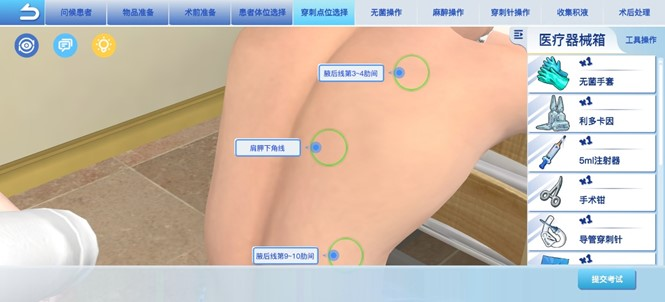 问候患者 物品准备 术前准备 患者体位选择 穿刺点位选择 无菌操作 麻醉操作 穿刺针操作 收集积液 术后处理
医疗器械箱 工具操作
腋后线第3~4肋间
肩胛下角线
腋后线第9~10肋间
x1
无菌手套
x1
利多卡因
x1
5ml注射器
x1
手术钳
x1
导管穿刺针
x1
提交考试